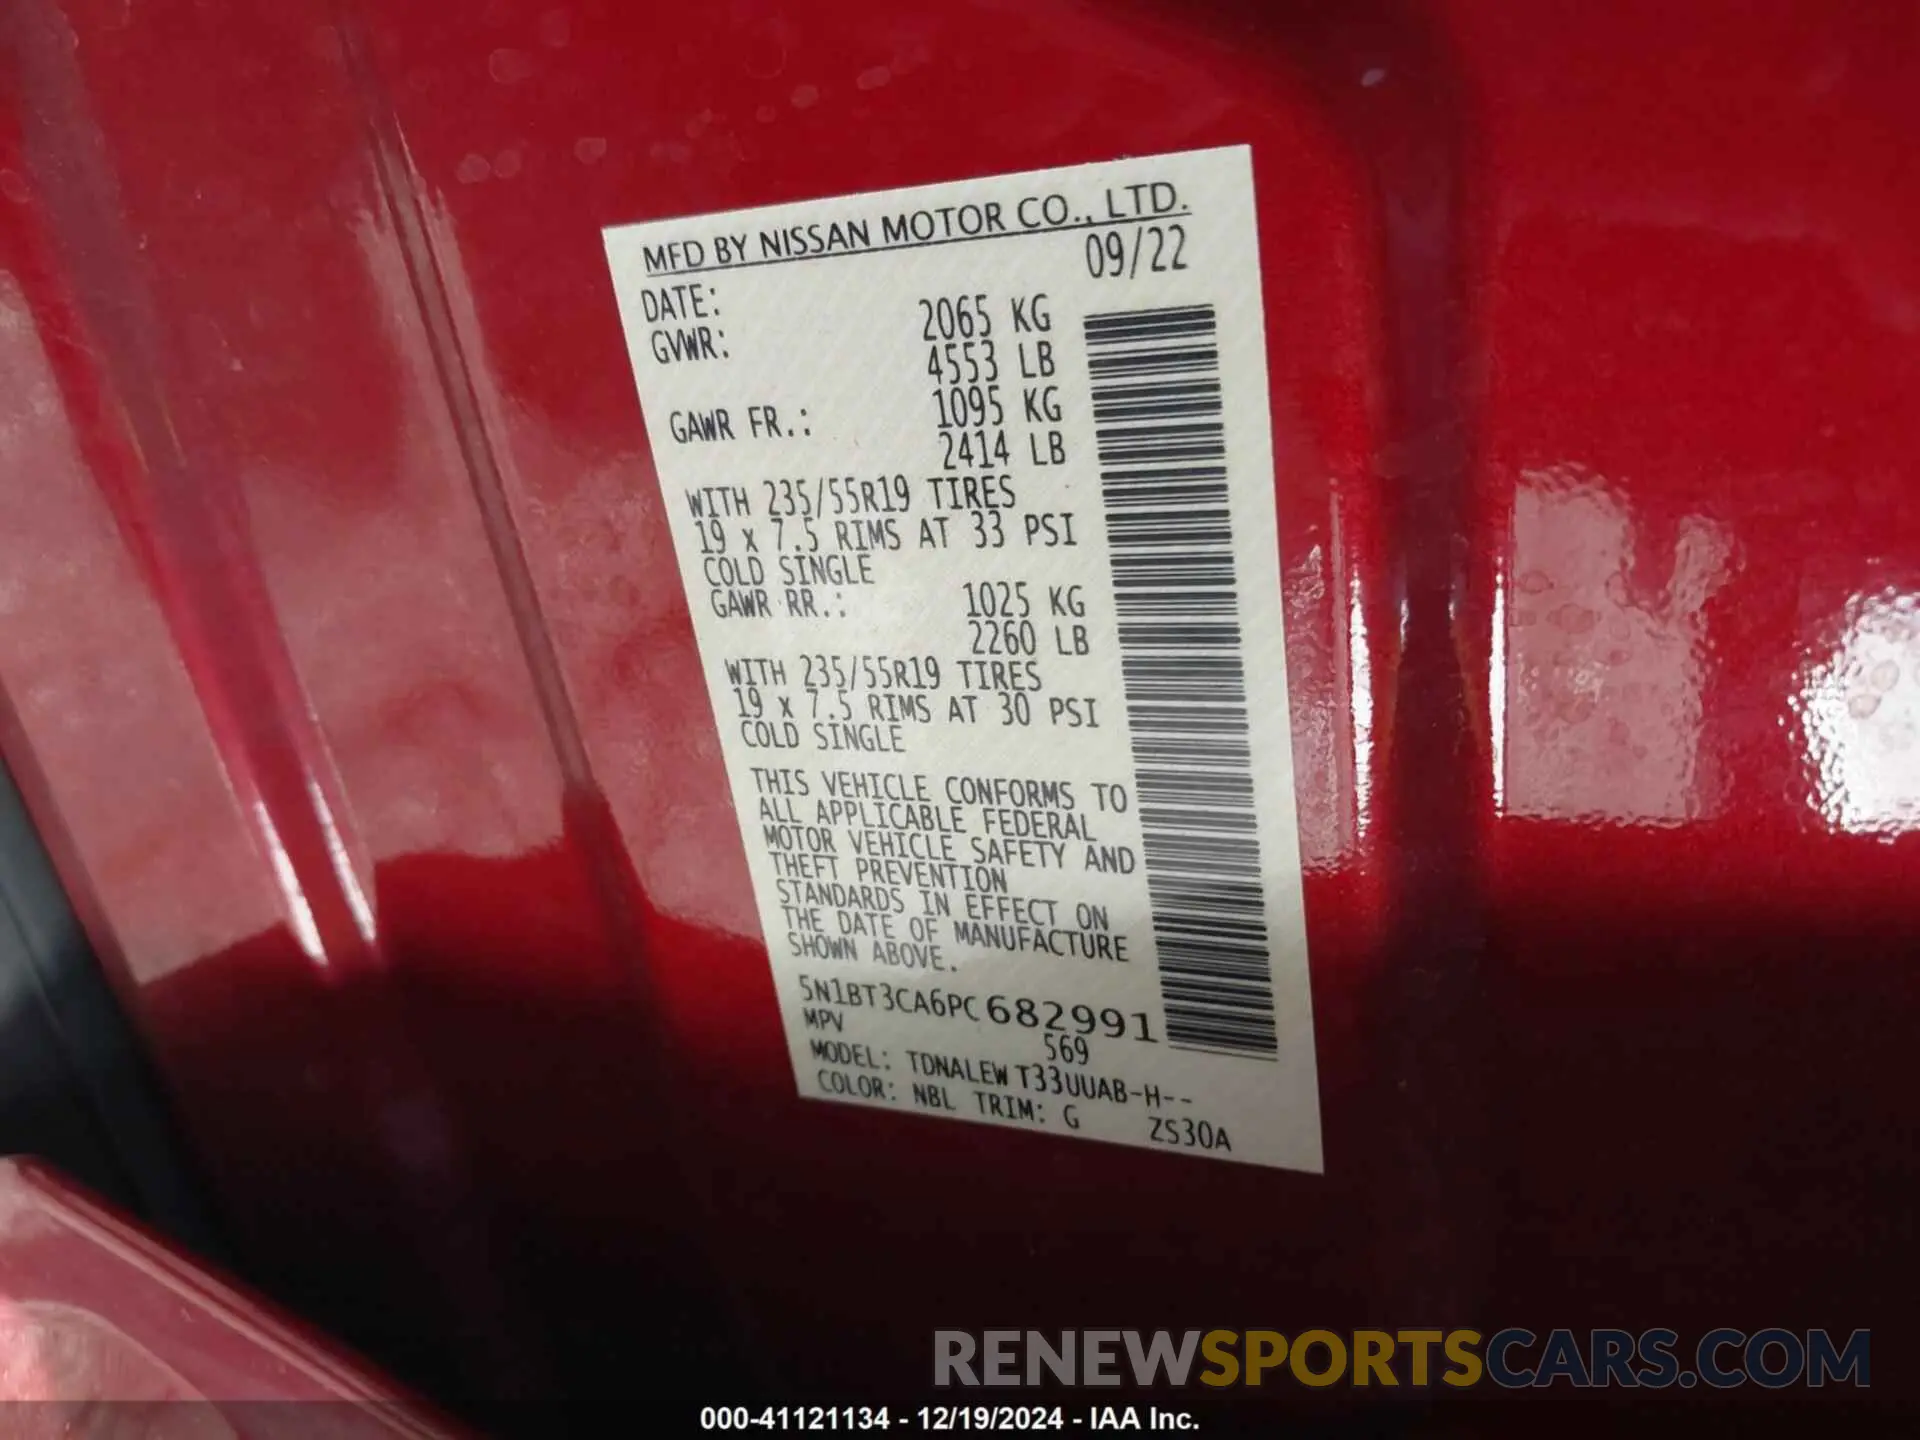 MFD BY NISSAN MOTOR CO., LTD.
DATE: 09/22
GVWR: 2065 KG
4553 LB
GAWR FR.: 1095 KG
2414 LB
WITH 235/55R19 TIRES
19 x 7.5 RIMS AT 33 PSI
COLD SINGLE
GAWR RR.: 1025 KG
2260 LB
WITH 235/55R19 TIRES
19 x 7.5 RIMS AT 30 PSI
COLD SINGLE
THIS VEHICLE CONFORMS TO
ALL APPLICABLE FEDERAL
MOTOR VEHICLE SAFETY AND
THEFT PREVENTION
STANDARDS IN EFFECT ON
THE DATE OF MANUFACTURE
SHOWN ABOVE.
5N1BT3CA6PC682991
MPV 569
MODEL: TDNALEW T33UUAB-H--
COLOR: NBL TRIM: G ZS30A
RENEWSPORTSCARS.COM
000-41121134 - 12/19/2024 - IAA Inc.